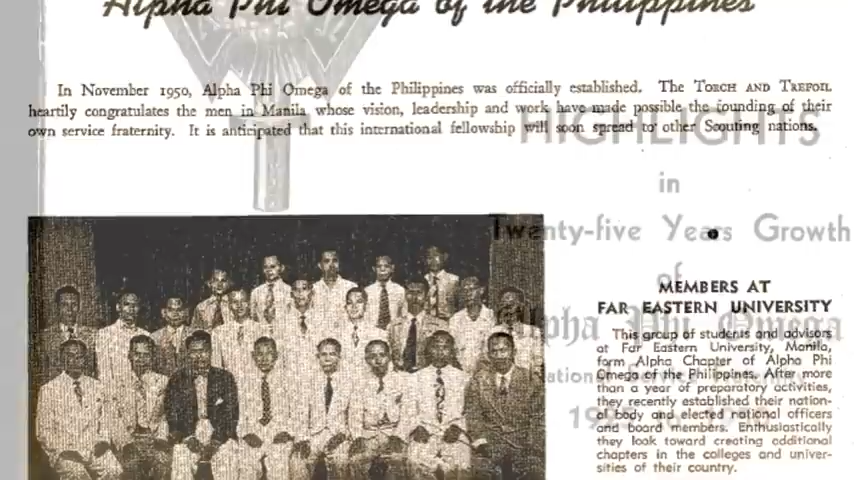 Alpha Phi Omega of the Philippines
In November 1950, Alpha Phi Omega of the Philippines was officially established. The TORCH AND TREFOIL
heartily congratulates the men in Manila whose vision, leadership and work have made possible the founding of their
own service fraternity. It is anticipated that this international fellowship will soon spread to other Scouting nations.
HIGHLIGHTS
in
Twenty-five Years Growth
of
Alpha Phi Omega
National
MEMBERS AT
FAR EASTERN UNIVERSITY
This group of students and advisors
at Far Eastern University, Manila,
form Alpha Chapter of Alpha Phi
Omega of the Philippines. After more
than a year of preparatory activities,
they recently established their nation-
al body and elected national officers
and board members. Enthusiastically
they look toward creating additional
chapters in the colleges and univer-
sities of their country.